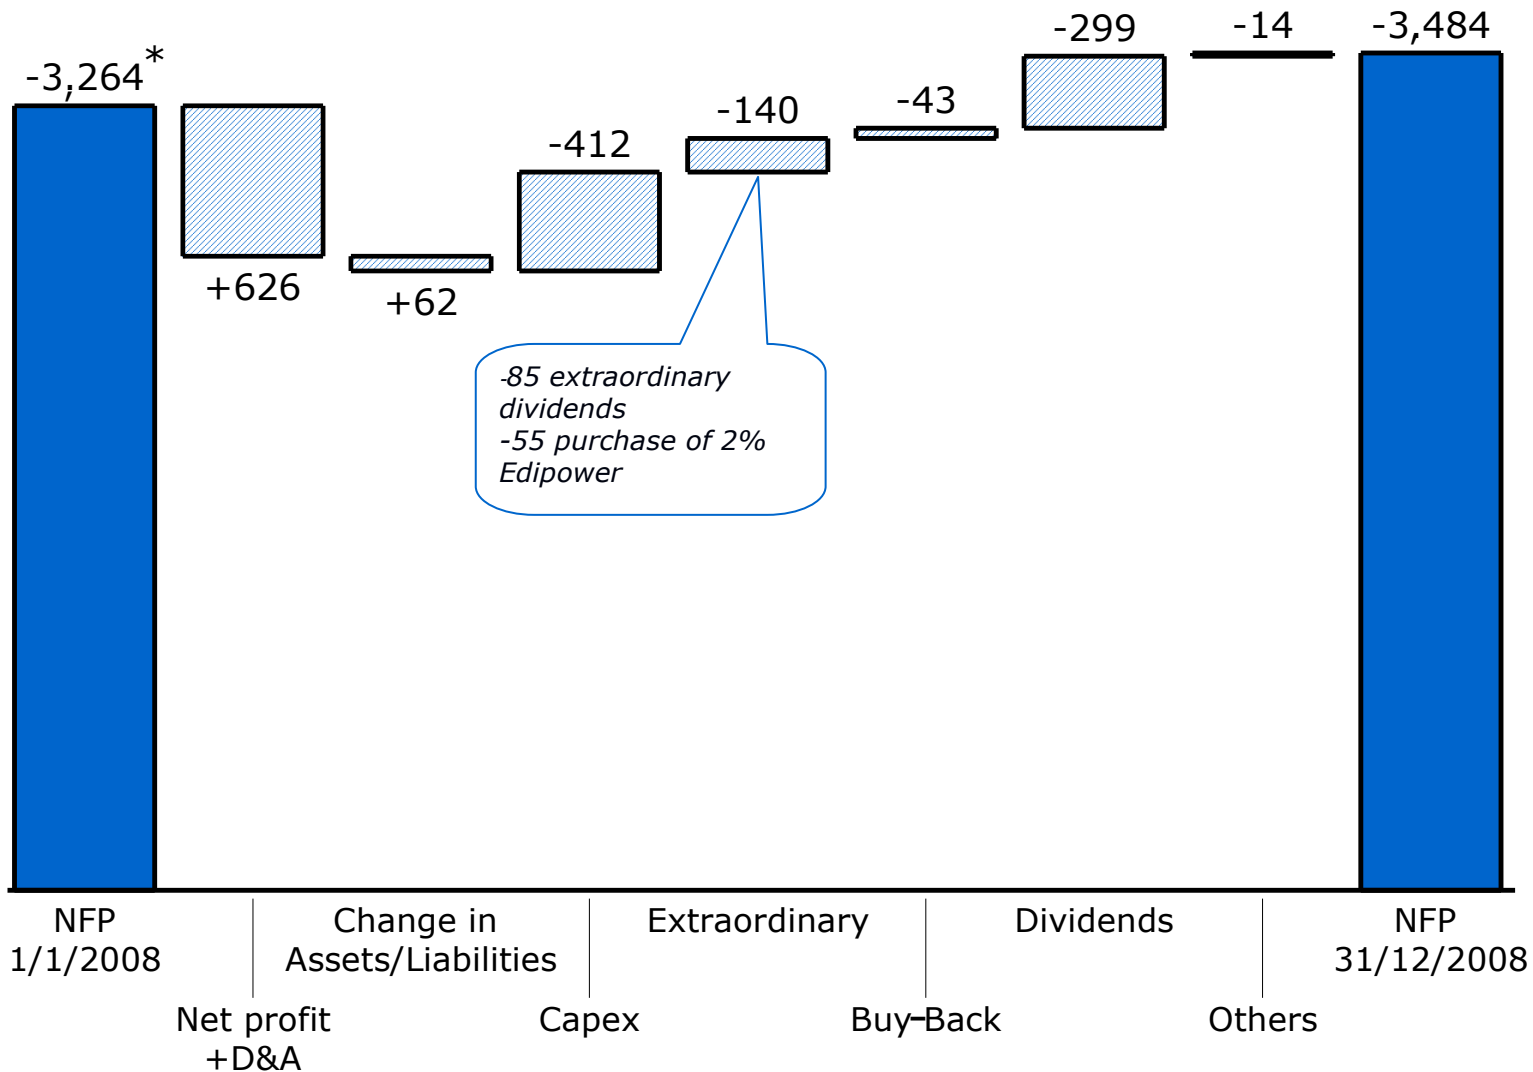 -3,264*
+626
+62
-412
-140
-43
-299
-14
-3,484
-85 extraordinary
dividends
-55 purchase of 2%
Edipower
NFP
1/1/2008
Net profit
+D&A
Change in
Assets/Liabilities
Capex
Extraordinary
Buy-Back
Dividends
Others
NFP
31/12/2008